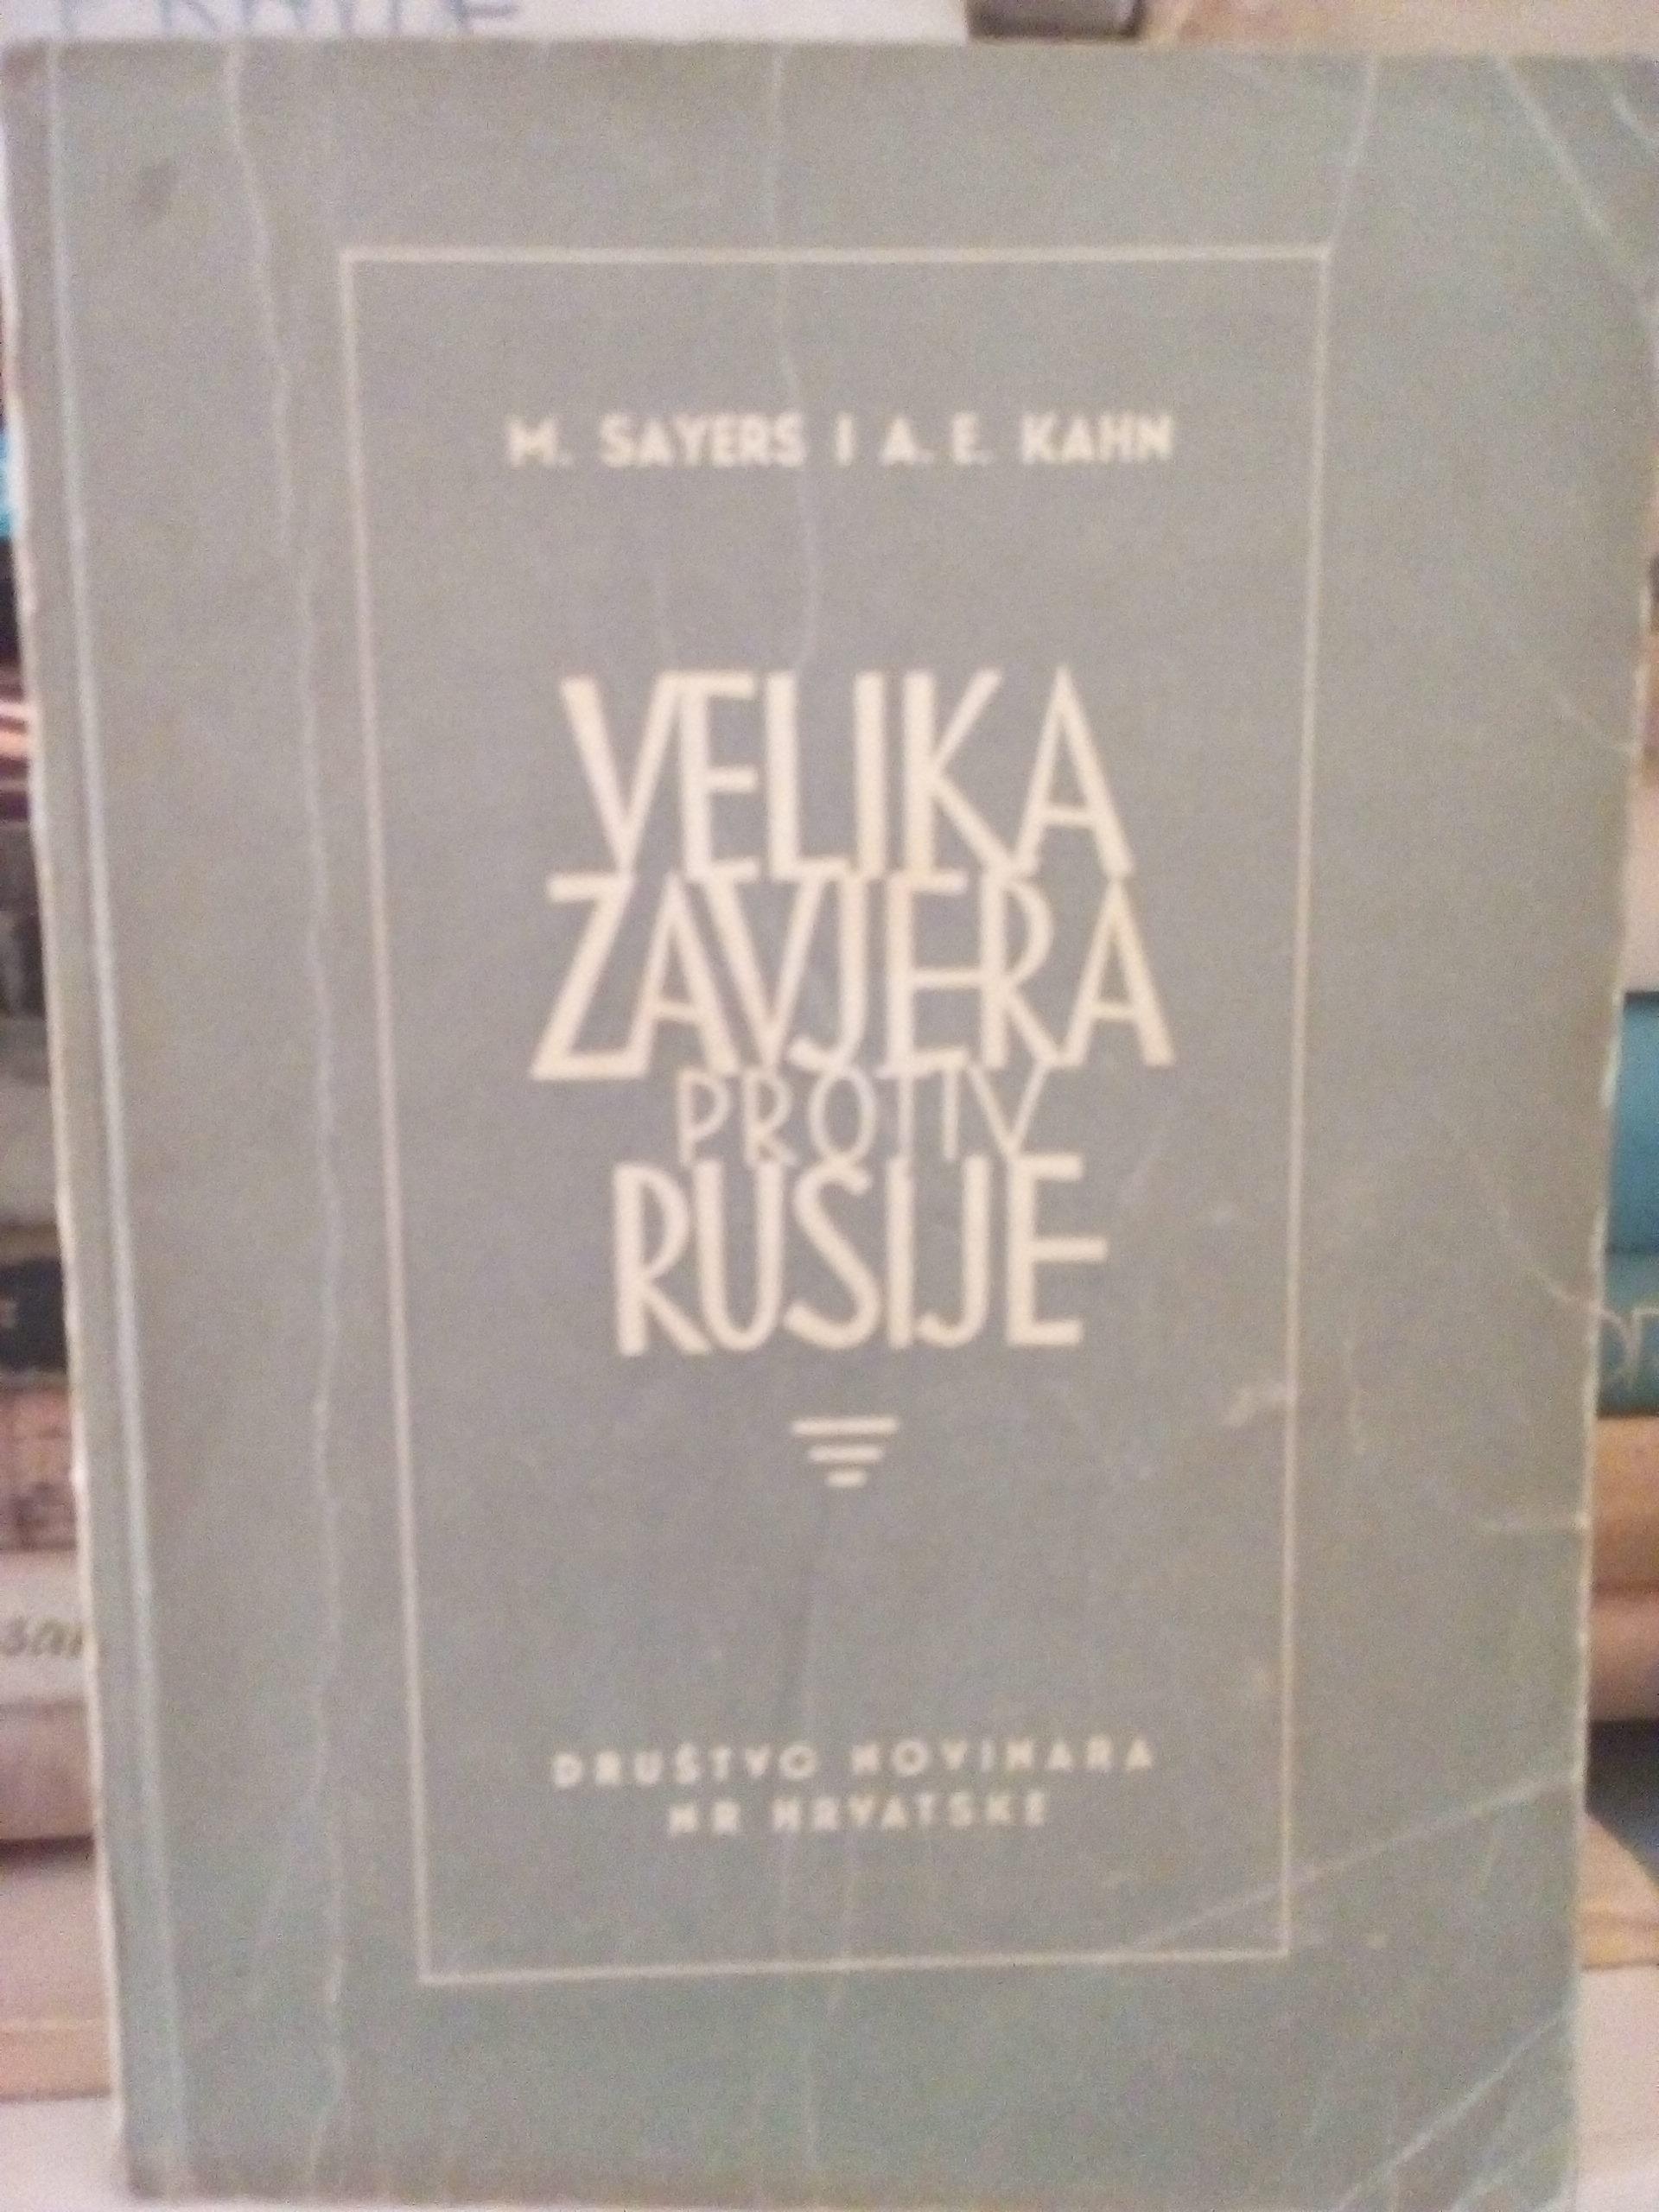 M. SAYERS I A. E. KAHN
VELIKA
ZAVJERA
PROTIV
RUSIJE
DRUŠTVO NOVINARA
NR HRVATSKE